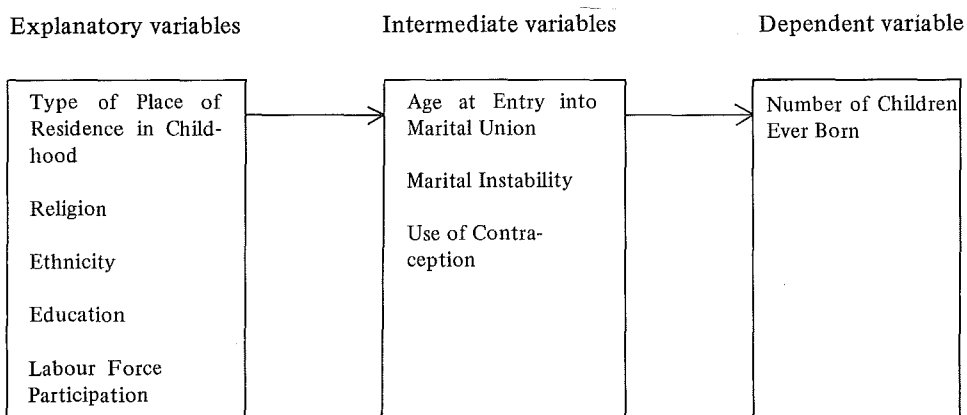 Explanatory variables
Intermediate variables
Dependent variable
Type of Place of
Residence in Child-
hood
Religion
Ethnicity
Education
Labour Force
Participation
Age at Entry into
Marital Union
Marital Instability
Use of Contra-
ception
Number of Children
Ever Born